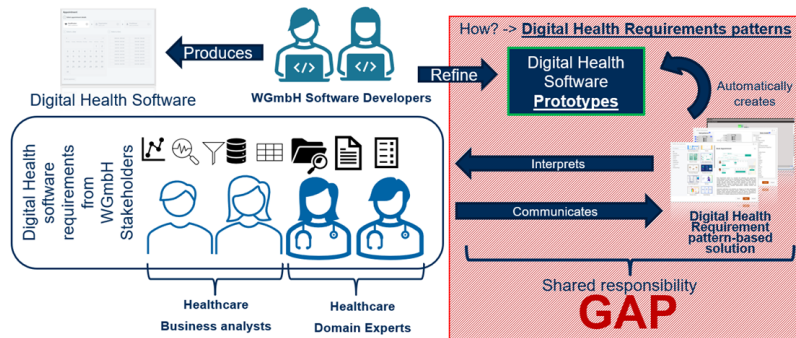 How? -> Digital Health Requirements patterns
Produces
</>
</>
Refine
Digital Health
Software
Prototypes
Automatically
creates
Digital Health Software
WGmbH Software Developers
Digital Health
software
requirements
from
WGmbH
Stakeholders
Interprets
Communicates
Digital Health
Requirement
pattern-based
solution
Healthcare
Business analysts
Healthcare
Domain Experts
Shared responsibility
GAP